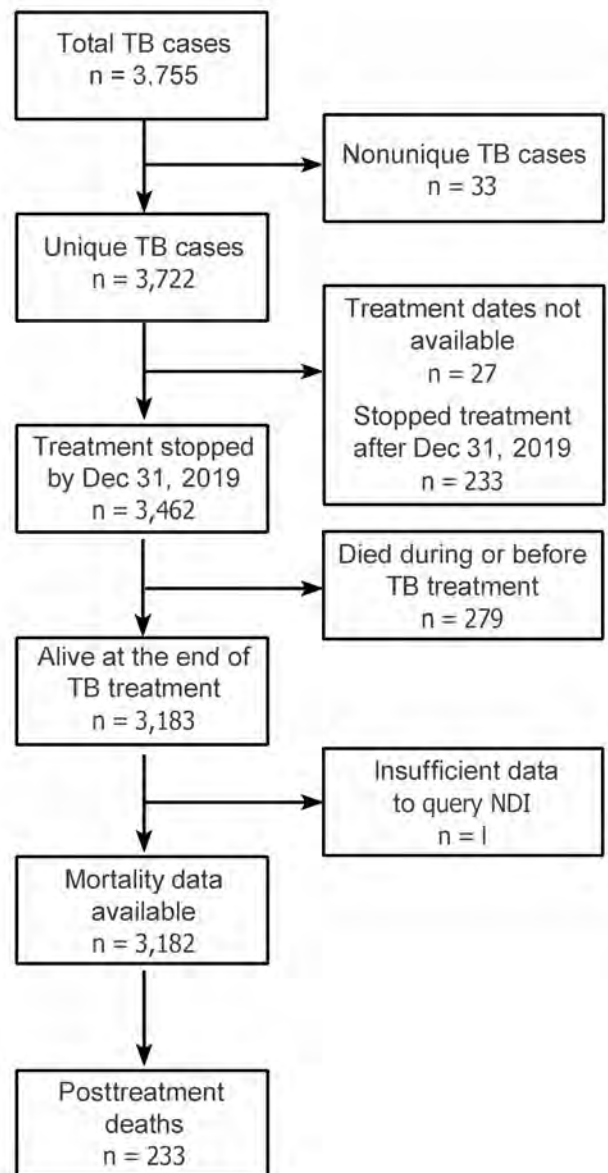 Total TB cases
n = 3.755
Nonunique TB cases
n = 33
Unique TB cases
n = 3,722
Treatment dates not
available
n = 27
Stopped treatment
after Dec 31, 2019
n = 233
Treatment stopped
by Dec 31, 2019
n = 3,462
Died during or before
TB treatment
n = 279
Alive at the end of
TB treatment
n = 3,183
Insufficient data
to query NDI
n = l
Mortality data
available
n = 3,182
Posttreatment
deaths
n = 233